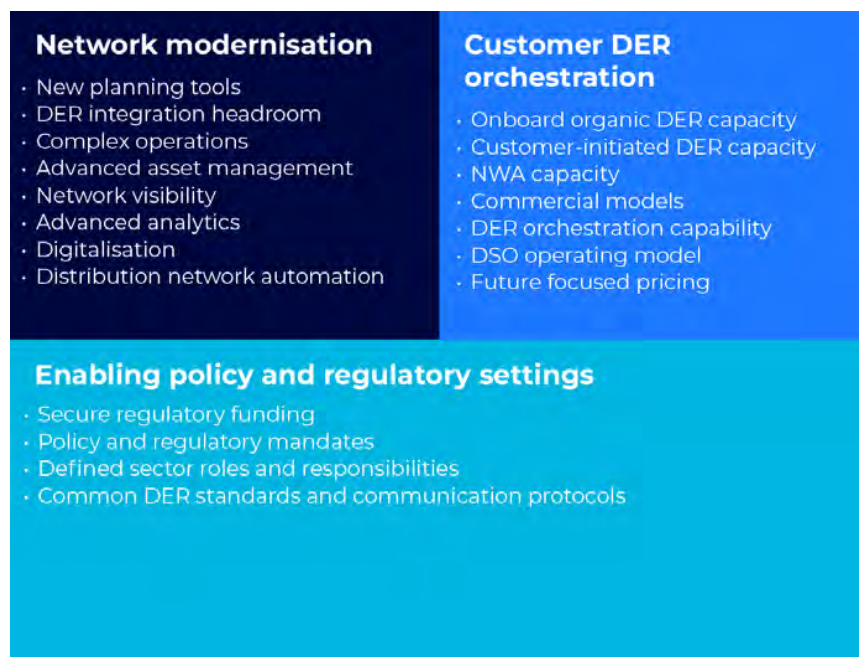 Network modernisation
· New planning tools
· DER integration headroom
· Complex operations
· Advanced asset management
· Network visibility
· Advanced analytics
· Digitalisation
· Distribution network automation
Customer DER
orchestration
· Onboard organic DER capacity
· Customer-initiated DER capacity
· NWA capacity
· Commercial models
· DER orchestration capability
· DSO operating model
· Future focused pricing
Enabling policy and regulatory settings
· Secure regulatory funding
· Policy and regulatory mandates
· Defined sector roles and responsibilities
· Common DER standards and communication protocols